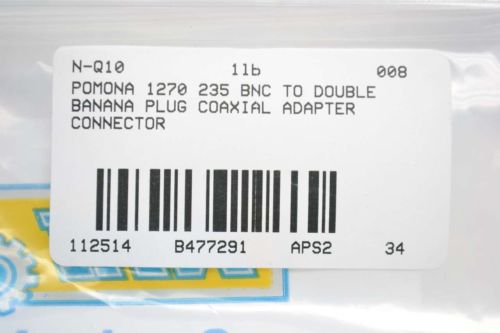 N-Q10 1lb 008
POMONA 1270 235 BNC TO DOUBLE
BANANA PLUG COAXIAL ADAPTER
CONNECTOR
112514 B477291 APS2 34